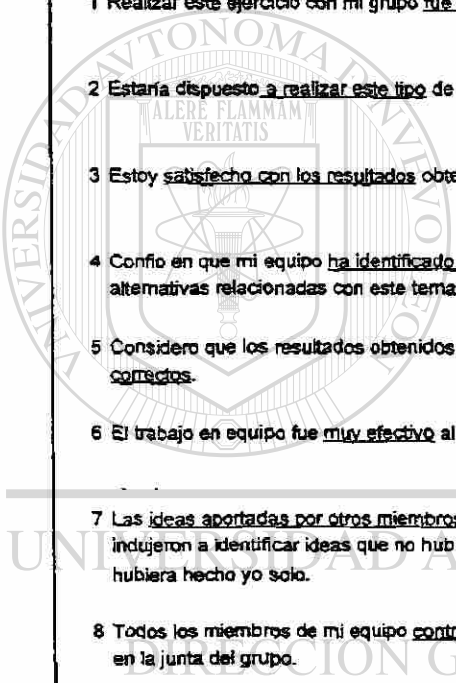 1 Realizar este ejercicio con mi grupo fue
2 Estaría dispuesto a realizar este tipo de
3 Estoy satisfecho con los resultados obte
4 Confio en que mi equipo ha identificado
alternativas relacionadas con este tema
5 Considero que los resultados obtenidos
correctos.
6 El trabajo en equipo fue muy efectivo al
7 Las ideas aportadas por otros miembros
indujeron a identificar ideas que no hub
hubiera hecho yo solo.
8 Todos los miembros de mi equipo contr
en la junta del grupo.
UNIVERSIDAD AUTÓNOMA DE NUEVO LEÓN
ALERE FLAMMAM
VERITATIS
UNIVERSIDAD A
DIRECCIÓN G